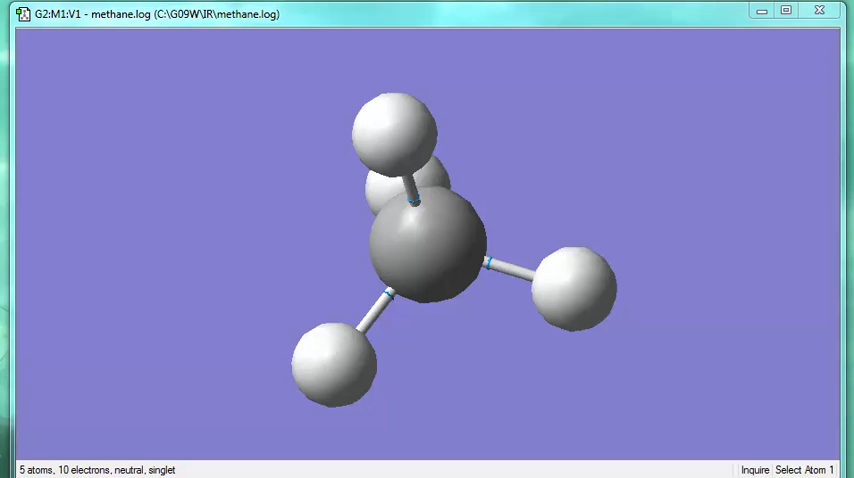 G2:M1:V1 - methane.log (C:\G09W\IR\methane.log)
5 atoms, 10 electrons, neutral, singlet
Inquire Select Atom 1